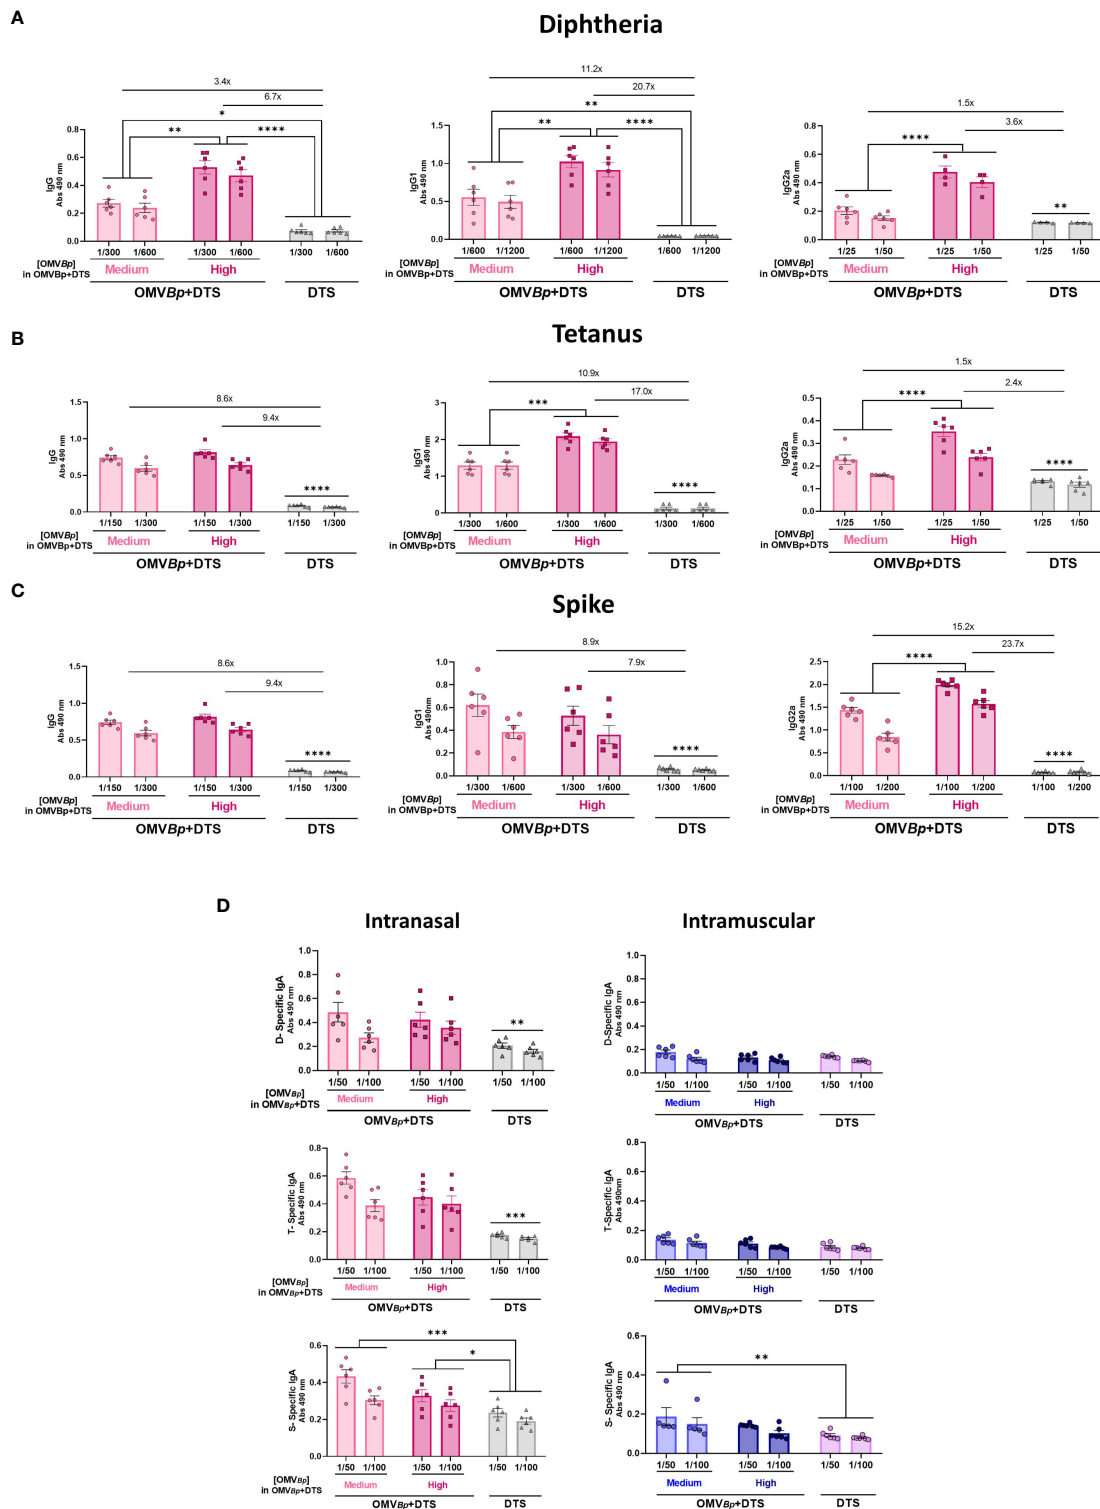 A
Diphtheria
3.4x
6.7x
*
**
****
IgG
Abs 490 nm
0.8
0.6
0.4
0.2
0.0
1/300 1/600 1/300 1/600 1/300 1/600
[OMVBp]
in OMVBp+DTS
Medium High
OMVBp+DTS DTS
11.2x
20.7x
**
**
****
IgG1
Abs 490 nm
1.5
1.0
0.5
0.0
1/600 1/1200 1/600 1/1200 1/600 1/1200
[OMVBp]
in OMVBp+DTS
Medium High
OMVBp+DTS DTS
1.5x
3.6x
****
**
IgG2a
Abs 490 nm
0.8
0.6
0.4
0.2
0.0
1/25 1/50 1/25 1/50 1/25 1/50
[OMVBp]
in OMVBp+DTS
Medium High
OMVBp+DTS DTS
B
Tetanus
8.6x
9.4x
****
IgG
Abs 490 nm
1.5
1.0
0.5
0.0
1/150 1/300 1/150 1/300 1/150 1/300
[OMVBp]
in OMVBp+DTS
Medium High
OMVBp+DTS DTS
10.9x
17.0x
***
****
IgG1
Abs 490 nm
3
2
1
0
1/300 1/600 1/300 1/600 1/300 1/600
[OMVBp]
in OMVBp+DTS
Medium High
OMVBp+DTS DTS
1.5x
2.4x
****
****
IgG2a
Abs 490 nm
0.5
0.4
0.3
0.2
0.1
0.0
1/25 1/50 1/25 1/50 1/25 1/50
[OMVBp]
in OMVBp+DTS
Medium High
OMVBp+DTS DTS
C
Spike
8.6x
9.4x
****
IgG
Abs 490 nm
1.5
1.0
0.5
0.0
1/150 1/300 1/150 1/300 1/150 1/300
[OMVBp]
in OMVBp+DTS
Medium High
OMVBp+DTS DTS
8.9x
7.9x
****
IgG1
Abs 490nm
1.0
0.8
0.6
0.4
0.2
0.0
1/300 1/600 1/300 1/600 1/300 1/600
[OMVBp]
in OMVBp+DTS
Medium High
OMVBp+DTS DTS
15.2x
23.7x
****
****
IgG2a
Abs 490 nm
2.5
2.0
1.5
1.0
0.5
0.0
1/100 1/200 1/100 1/200 1/100 1/200
[OMVBp]
in OMVBp+DTS
Medium High
OMVBp+DTS DTS
D
Intranasal
Intramuscular
D- Specific IgA
Abs 490 nm
1.0
0.8
0.6
0.4
0.2
0.0
**
1/50 1/100 1/50 1/100 1/50 1/100
[OMVBp]
in OMVBp+DTS
Medium High
OMVBp+DTS DTS
D-Specific IgA
Abs 490 nm
1.0
0.8
0.6
0.4
0.2
0.0
1/50 1/100 1/50 1/100 1/50 1/100
Medium High
OMVBp+DTS DTS
T- Specific IgA
Abs 490 nm
0.8
0.6
0.4
0.2
0.0
***
1/50 1/100 1/50 1/100 1/50 1/100
[OMVBp]
in OMVBp+DTS
Medium High
OMVBp+DTS DTS
T-Specific IgA
Abs 490nm
0.8
0.6
0.4
0.2
0.0
1/50 1/100 1/50 1/100 1/50 1/100
Medium High
OMVBp+DTS DTS
S- Specific IgA
Abs 490 nm
0.6
0.4
0.2
0.0
***
*
1/50 1/100 1/50 1/100 1/50 1/100
[OMVBp]
in OMVBp+DTS
Medium High
OMVBp+DTS DTS
S- Specific IgA
Abs 490 nm
0.6
0.4
0.2
0.0
**
1/50 1/100 1/50 1/100 1/50 1/100
Medium High
OMVBp+DTS DTS